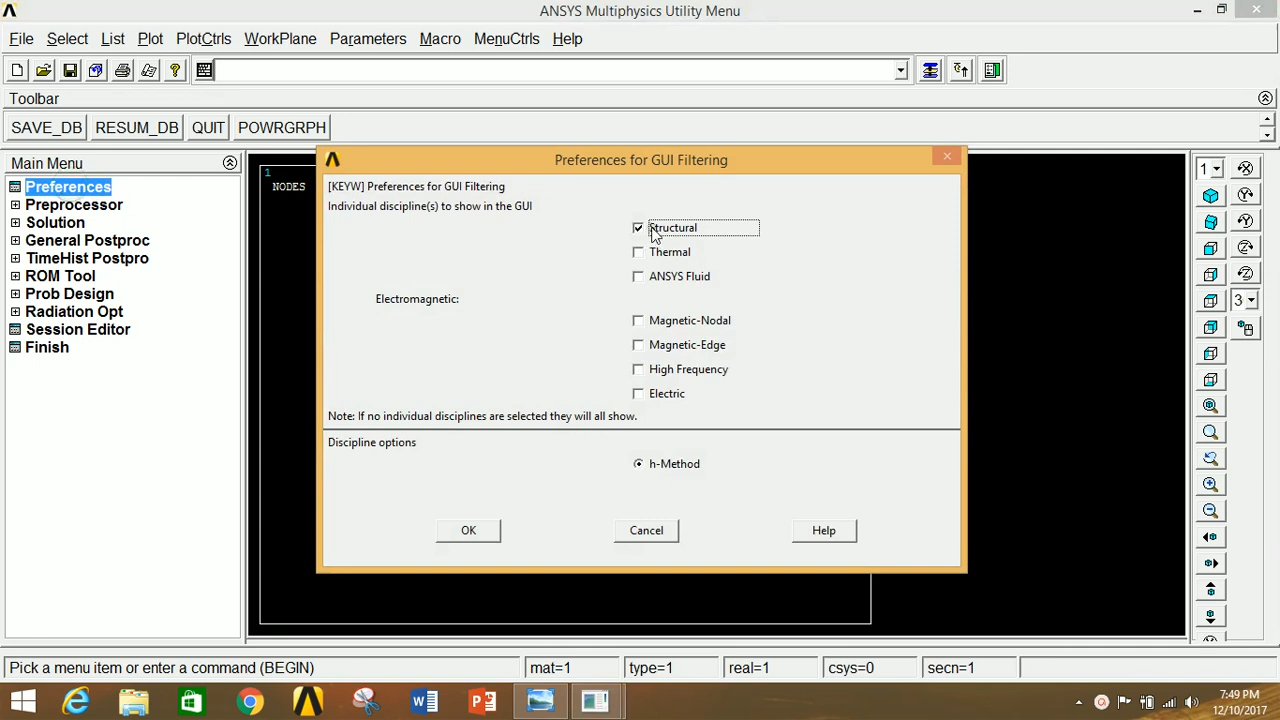 ANSYS Multiphysics Utility Menu
File Select List Plot PlotCtrls WorkPlane Parameters Macro MenuCtrls Help
Toolbar
SAVE_DB RESUM_DB QUIT POWRGRPH
Main Menu
Preferences
Preprocessor
Solution
General Postproc
TimeHist Postpro
ROM Tool
Prob Design
Radiation Opt
Session Editor
Finish
1
NODES
Preferences for GUI Filtering
[KEYW] Preferences for GUI Filtering
Individual discipline(s) to show in the GUI
Structural
Thermal
ANSYS Fluid
Electromagnetic:
Magnetic-Nodal
Magnetic-Edge
High Frequency
Electric
Note: If no individual disciplines are selected they will all show.
Discipline options
h-Method
OK Cancel Help
1
3
Pick a menu item or enter a command (BEGIN) mat=1 type=1 real=1 csys=0 secn=1
7:49 PM
12/10/2017